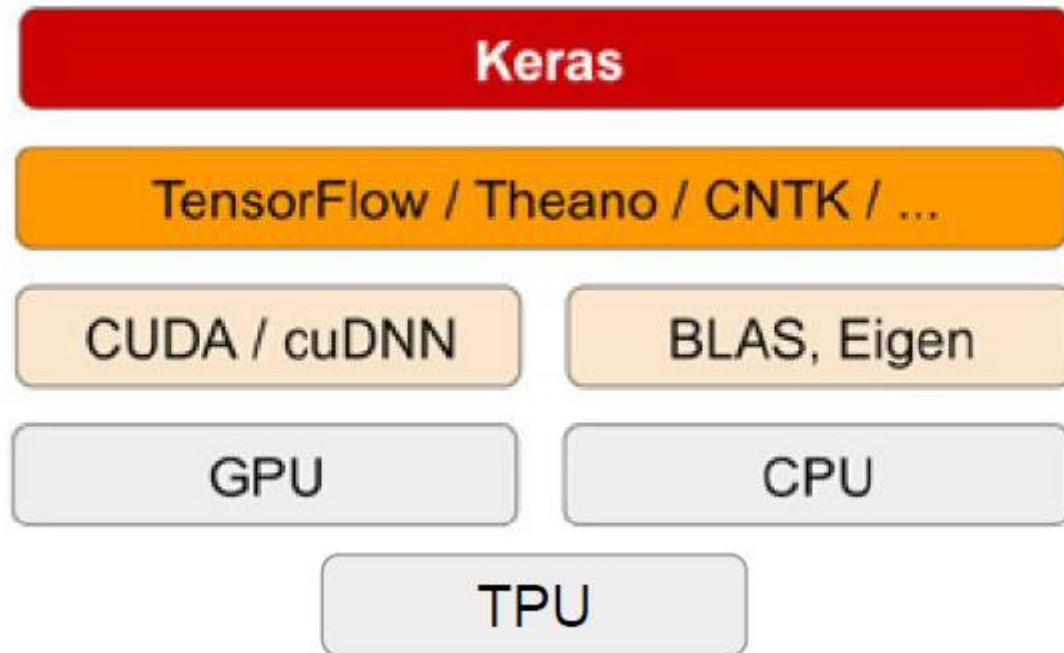 Keras
TensorFlow / Theano / CNTK / ...
CUDA / cuDNN
BLAS, Eigen
GPU
CPU
TPU